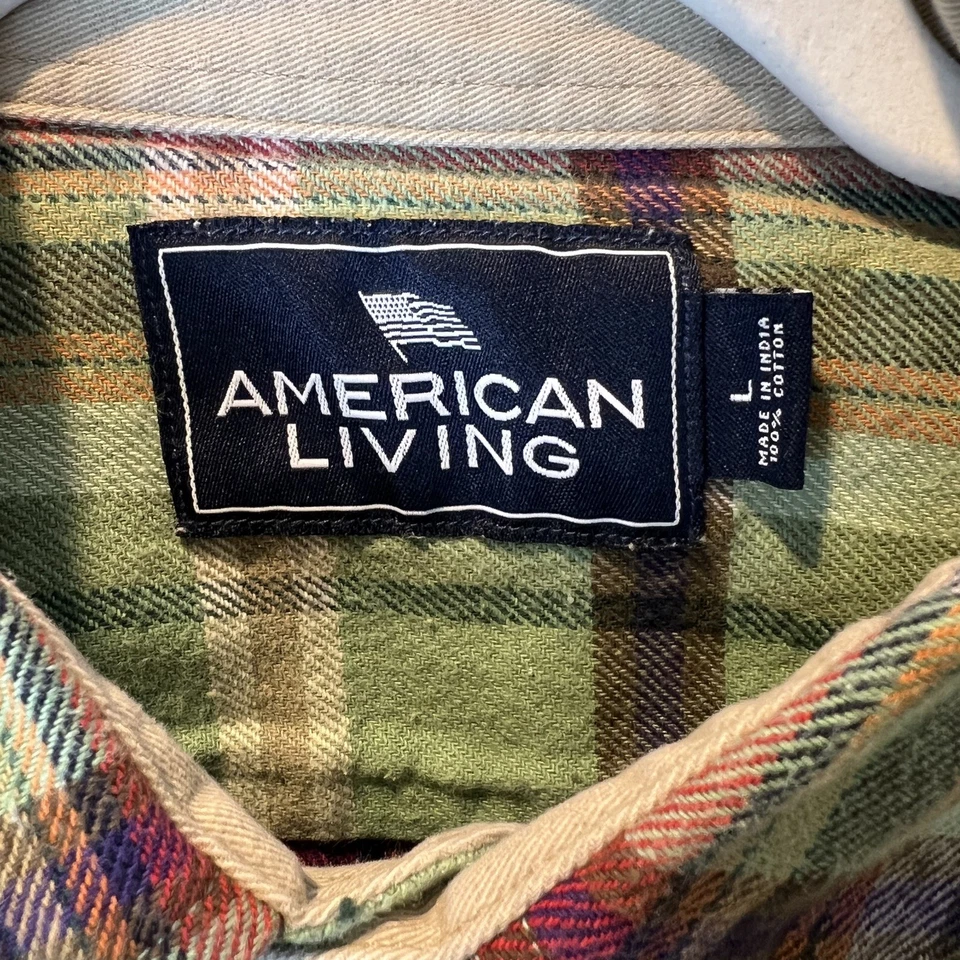 AMERICAN
LIVING
L
MADE IN INDIA
100% COTTON